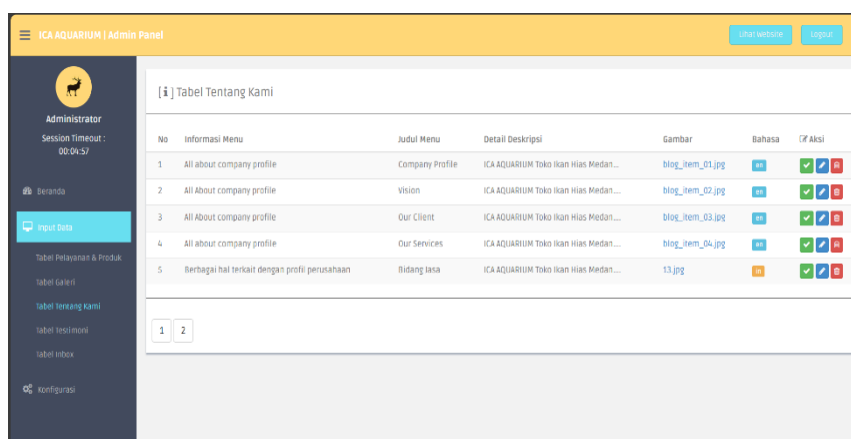 ICA AQUARIUM | Admin Panel
Lihat Website
Logout
Administrator
Session Timeout :
00:04:57
Beranda
Input Data
Tabel Pelayanan & Produk
Tabel Galeri
Tabel Tentang Kami
Tabel Testimoni
Tabel Inbox
Konfigurasi
[ i ] Tabel Tentang Kami
No Informasi Menu Judul Menu Detail Deskripsi Gambar Bahasa Aksi
1 All about company profile Company Profile ICA AQUARIUM Toko Ikan Hias Medan.... blog_item_01.jpg en
2 All About company profile Vision ICA AQUARIUM Toko Ikan Hias Medan.... blog_item_02.jpg en
3 All About company profile Our Client ICA AQUARIUM Toko Ikan Hias Medan.... blog_item_03.jpg en
4 All about company profile Our Services ICA AQUARIUM Toko Ikan Hias Medan.... blog_item_04.jpg en
5 Berbagai hal terkait dengan profil perusahaan Bidang Jasa ICA AQUARIUM Toko Ikan Hias Medan.... 13.jpg in
1 2